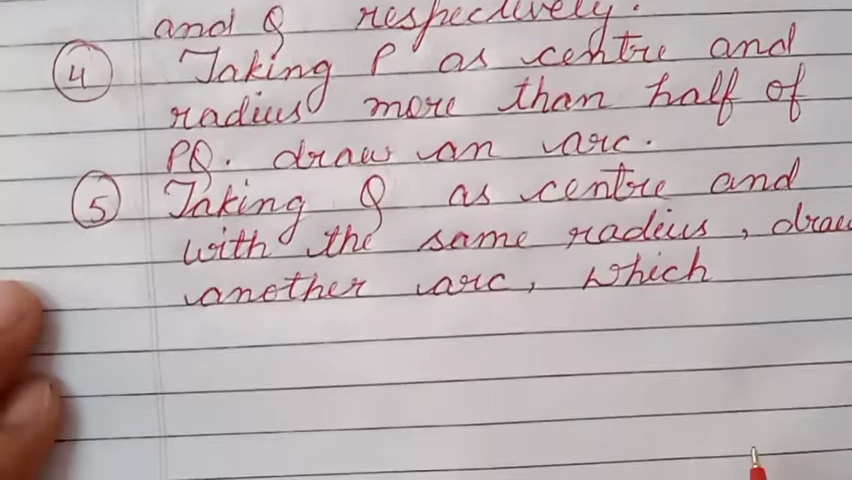 and Q respectively.
4 Taking P as centre and
radius more than half of
PQ. draw an arc.
5 Taking Q as centre and
with the same radius, draw
another arc, which